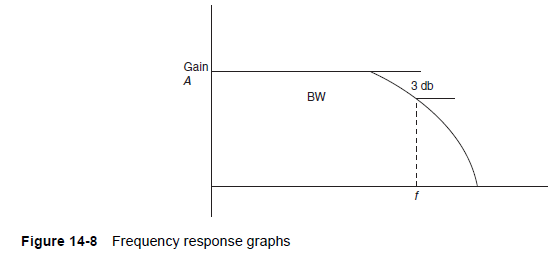 Gain
A
3 db
BW
f
Figure 14-8 Frequency response graphs